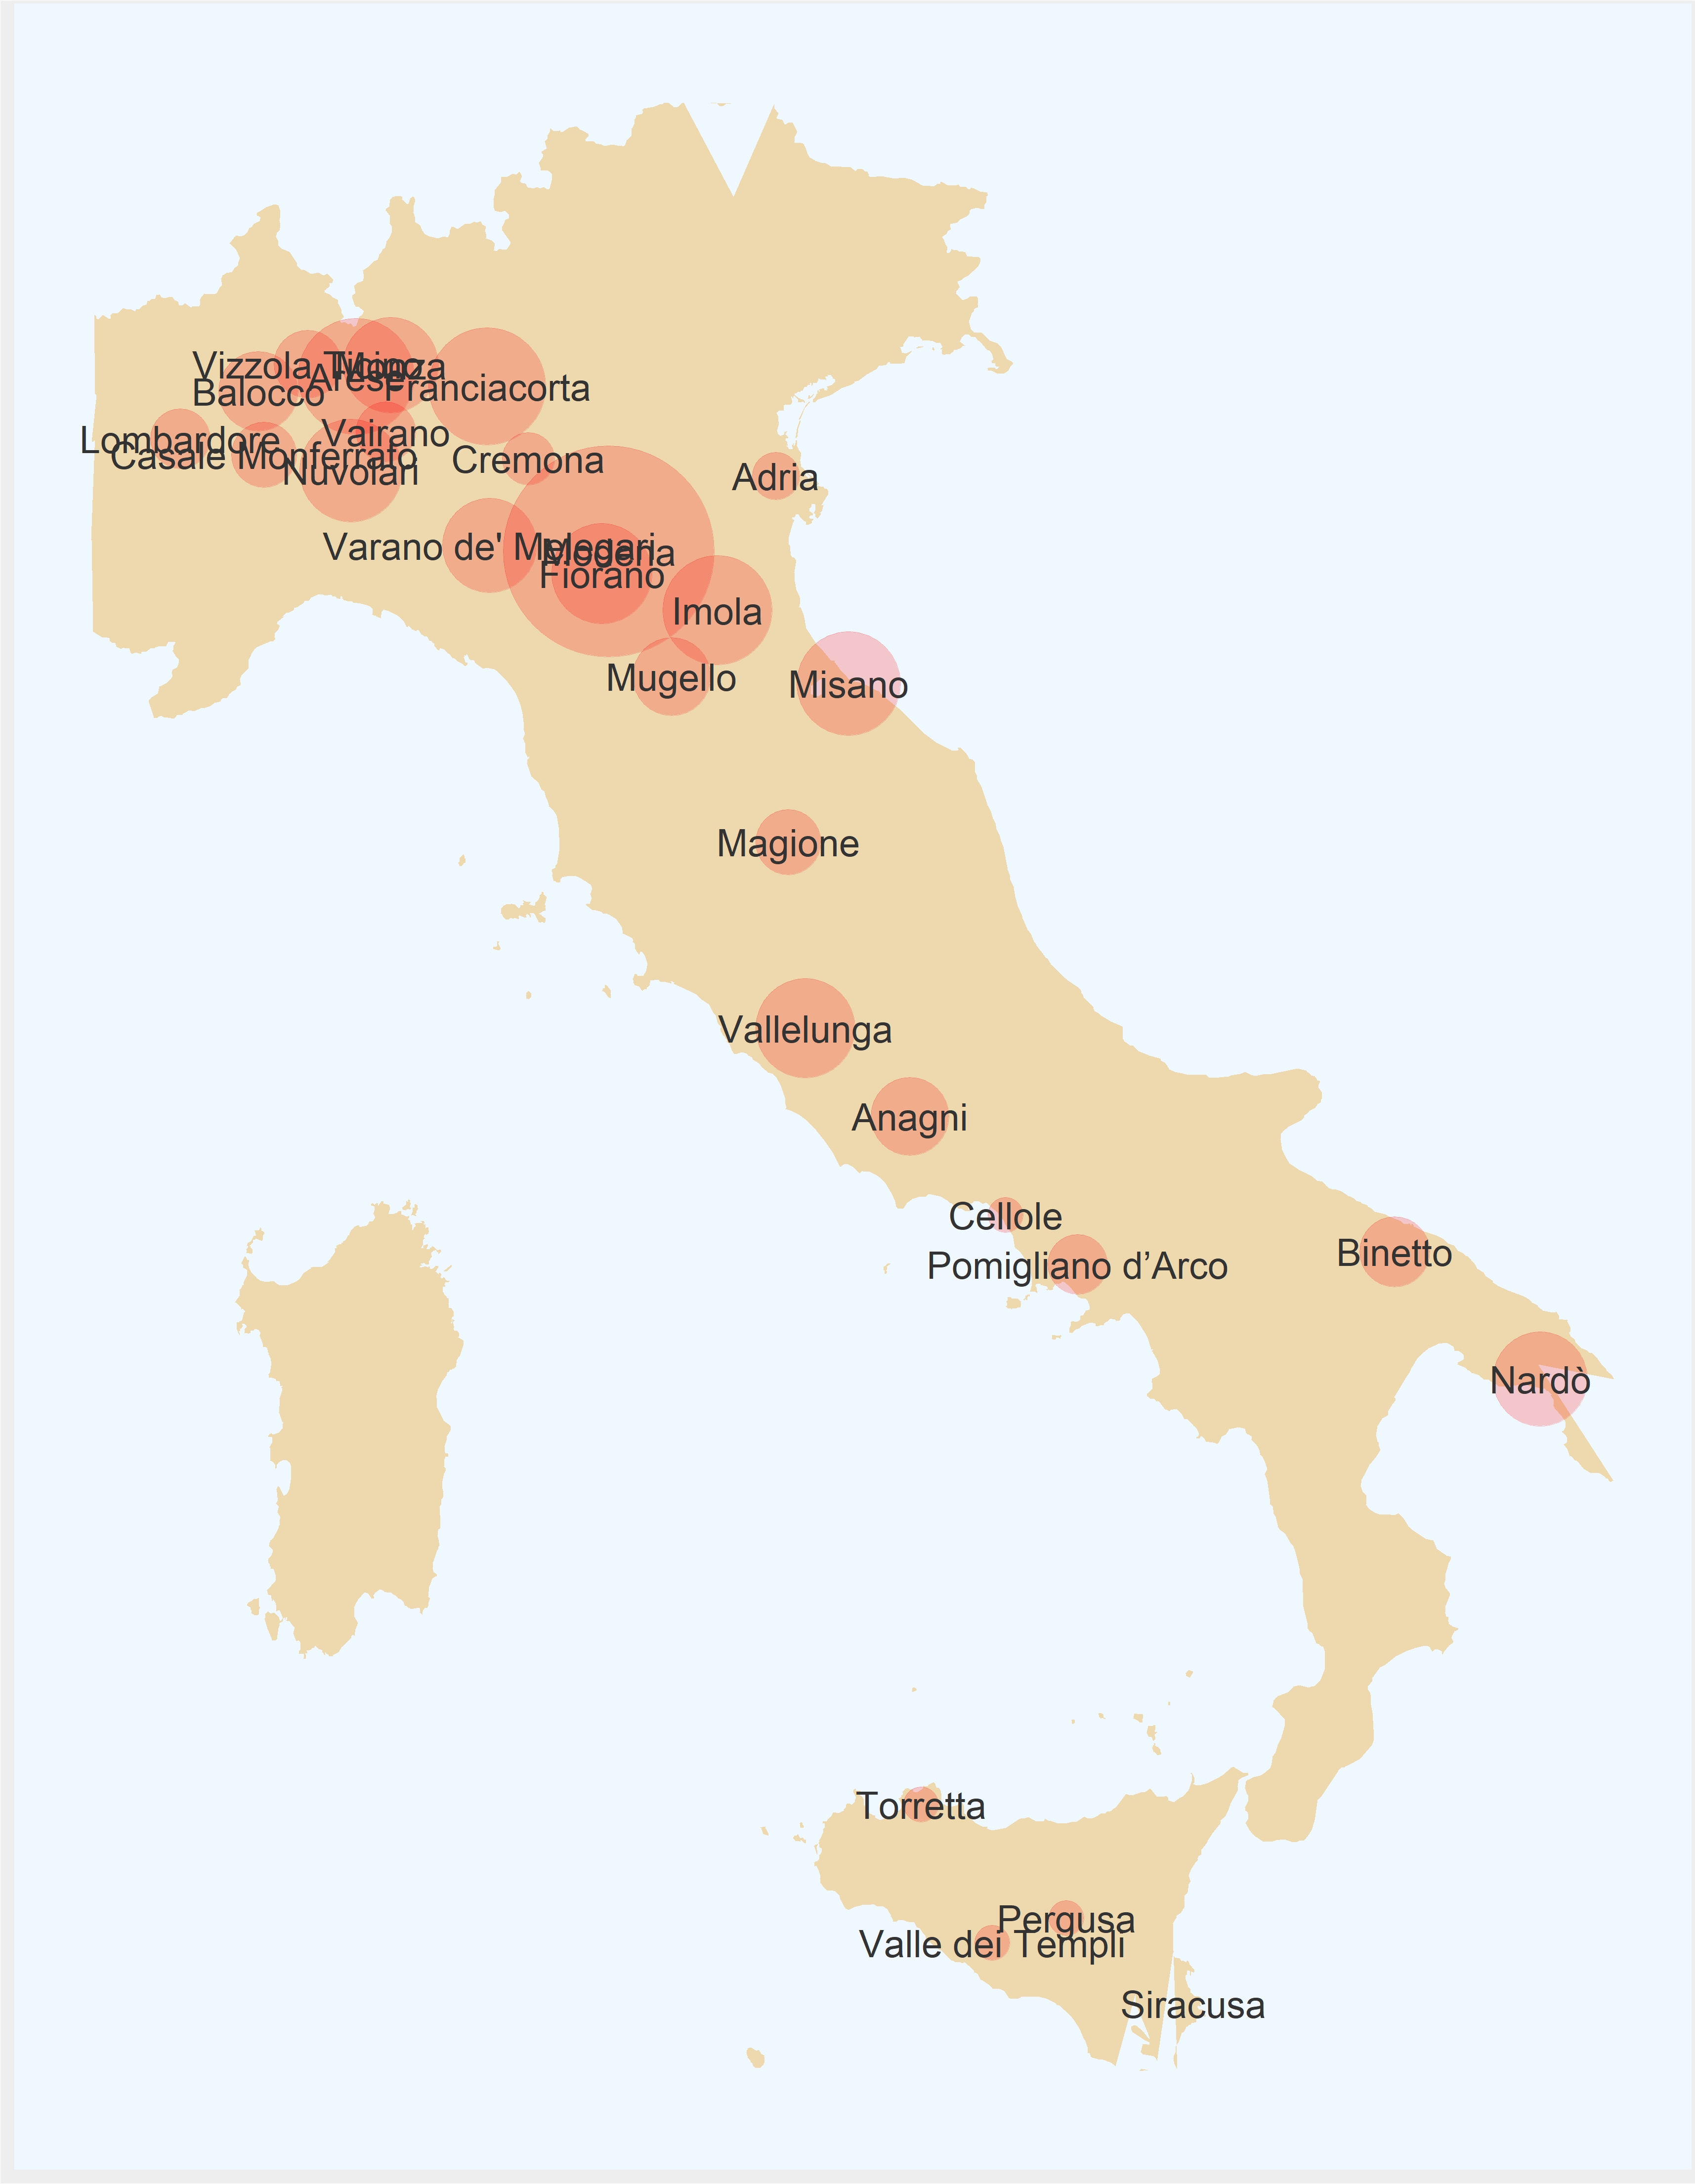 Vizzola Ticino
Monza
Arese
Balocco
Franciacorta
Lombardore
Vairano
Casale Monferrato
Cremona
Nuvolari
Adria
Varano de' Melegari
Modena
Fiorano
Imola
Mugello
Misano
Magione
Vallelunga
Anagni
Cellole
Pomigliano d’Arco
Binetto
Nardò
Torretta
Pergusa
Valle dei Templi
Siracusa